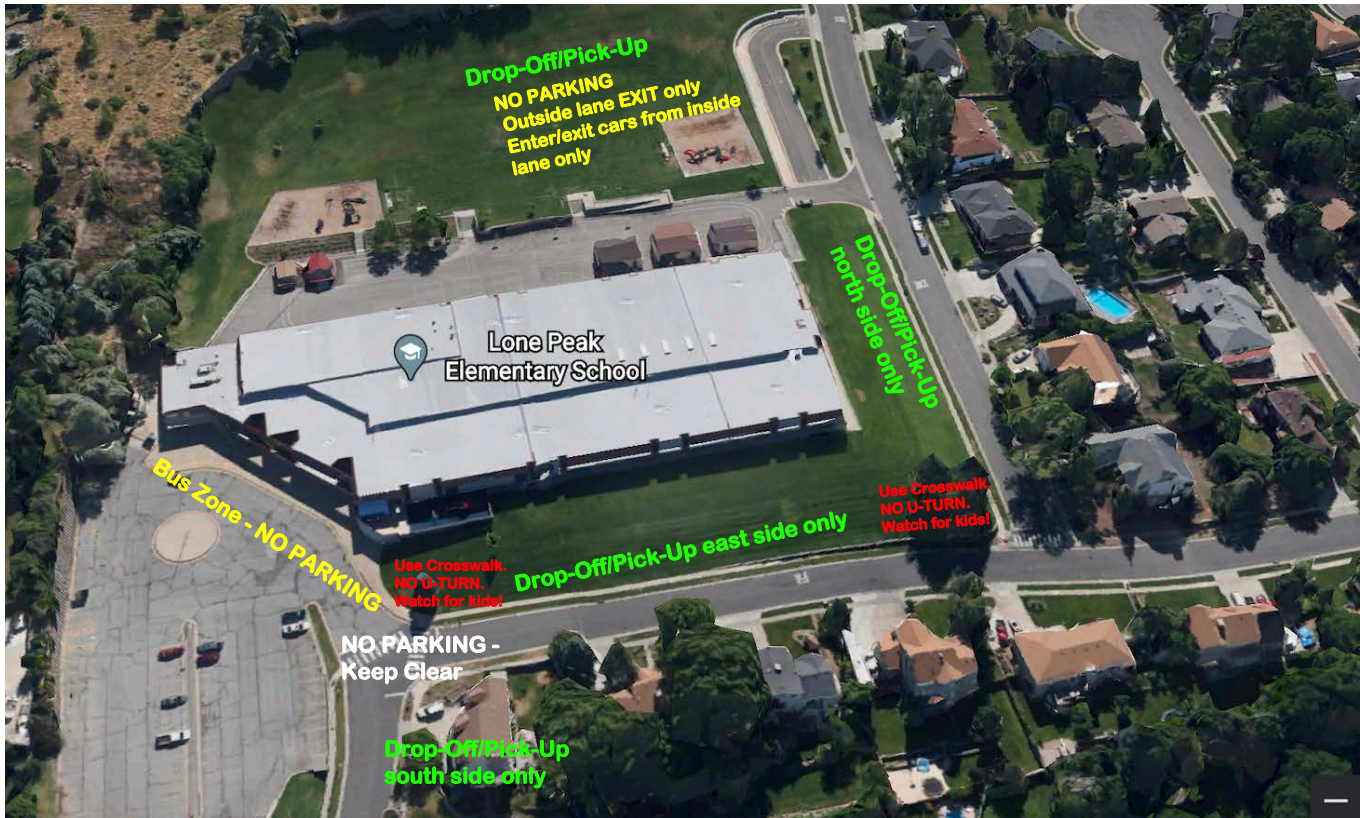 Drop-Off/Pick-Up
NO PARKING
Outside lane EXIT only
Enter/exit cars from inside
lane only
Drop-Off/Pick-Up
north side only
Lone Peak
Elementary School
Bus Zone - NO PARKING
Use Crosswalk.
NO U-TURN.
Watch for kids!
Drop-Off/Pick-Up east side only
Use Crosswalk.
NO U-TURN.
Watch for kids!
NO PARKING -
Keep Clear
Drop-Off/Pick-Up
south side only